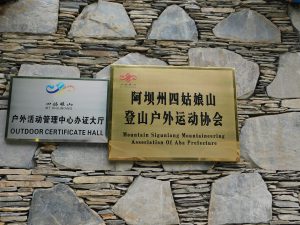 四姑娘山
MT.SIGUNIANG
户外活动管理中心办证大厅
OUTDOOR CERTIFICATE HALL
阿坝州四姑娘山
登山户外运动协会
Mountain Siguniang Mountaineering
Association Of Aba Prefecture